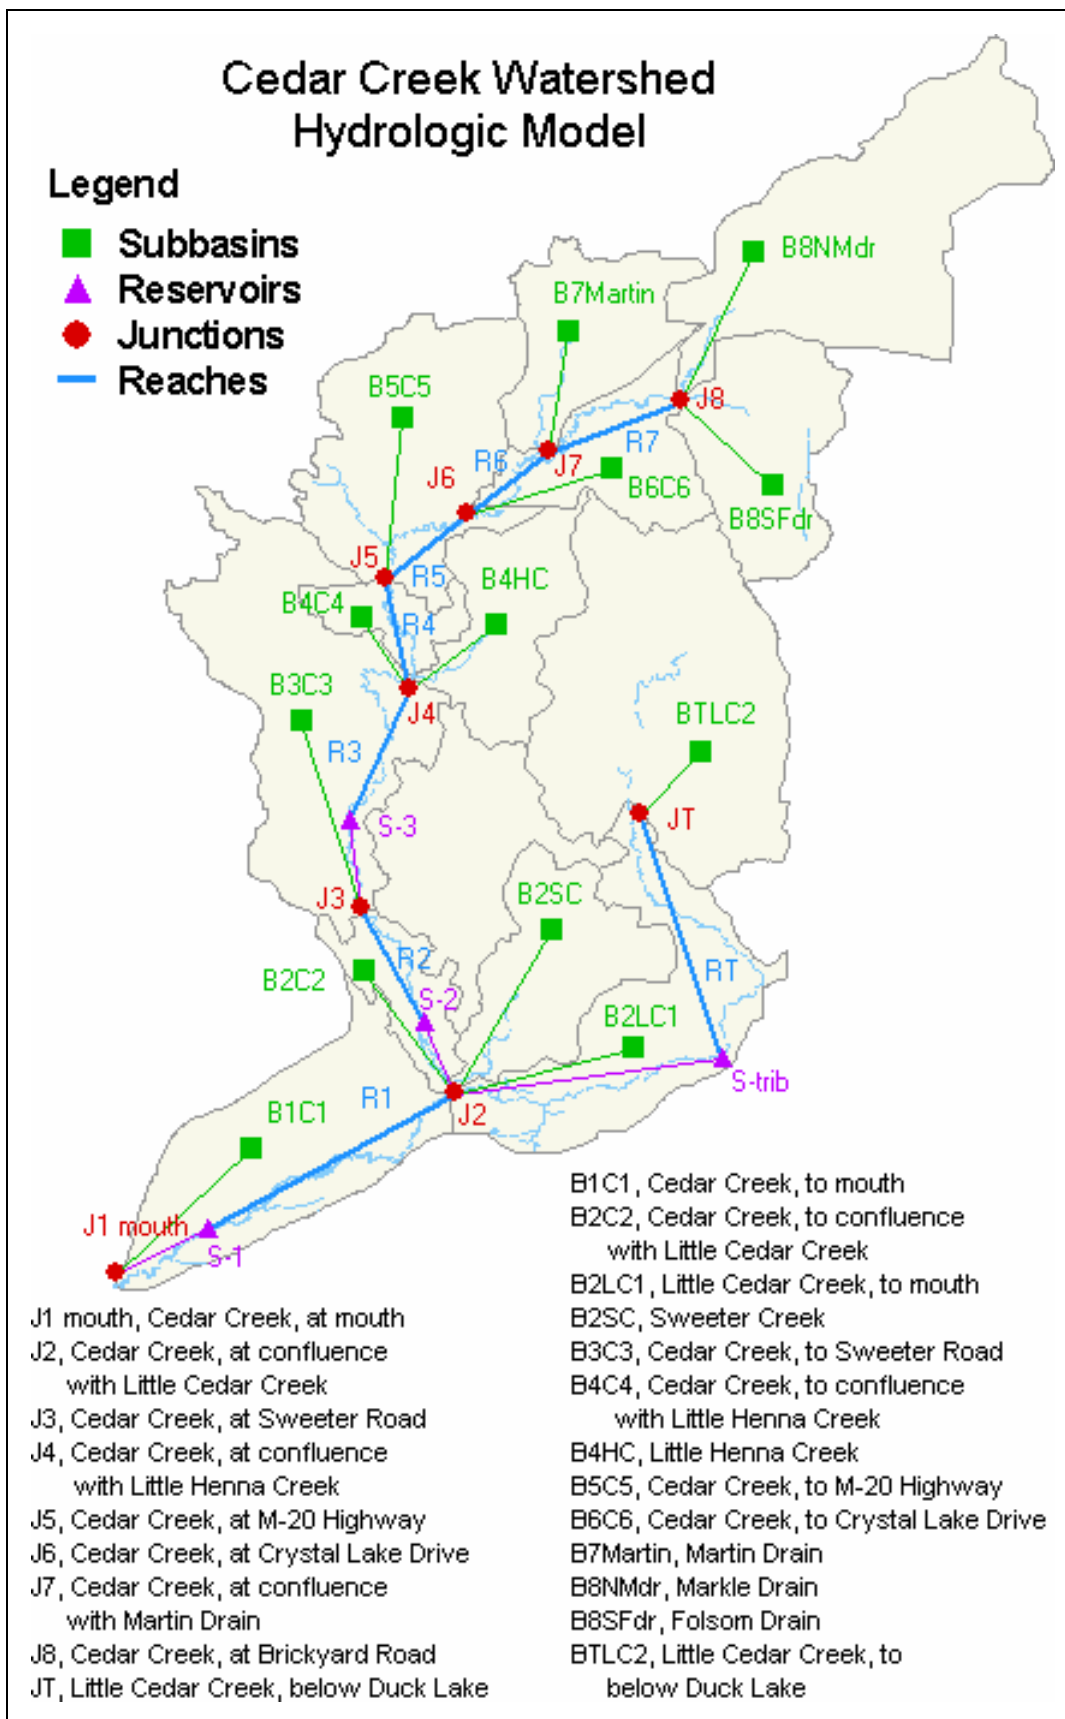 Cedar Creek Watershed
Hydrologic Model
Legend
Subbasins
Reservoirs
Junctions
Reaches
B8NMdr
B7Martin
B5C5
J8
R7
R6
J7
J6
B6C6
B8SFdr
J5
R5
B4HC
B4C4
R4
B3C3
J4
BTLC2
R3
S-3
JT
B2SC
J3
R2
RT
B2C2
S-2
B2LC1
S-trib
R1
B1C1
J2
J1 mouth
S-1
J1 mouth, Cedar Creek, at mouth
J2, Cedar Creek, at confluence
with Little Cedar Creek
J3, Cedar Creek, at Sweeter Road
J4, Cedar Creek, at confluence
with Little Henna Creek
J5, Cedar Creek, at M-20 Highway
J6, Cedar Creek, at Crystal Lake Drive
J7, Cedar Creek, at confluence
with Martin Drain
J8, Cedar Creek, at Brickyard Road
JT, Little Cedar Creek, below Duck Lake
B1C1, Cedar Creek, to mouth
B2C2, Cedar Creek, to confluence
with Little Cedar Creek
B2LC1, Little Cedar Creek, to mouth
B2SC, Sweeter Creek
B3C3, Cedar Creek, to Sweeter Road
B4C4, Cedar Creek, to confluence
with Little Henna Creek
B4HC, Little Henna Creek
B5C5, Cedar Creek, to M-20 Highway
B6C6, Cedar Creek, to Crystal Lake Drive
B7Martin, Martin Drain
B8NMdr, Markle Drain
B8SFdr, Folsom Drain
BTLC2, Little Cedar Creek, to
below Duck Lake